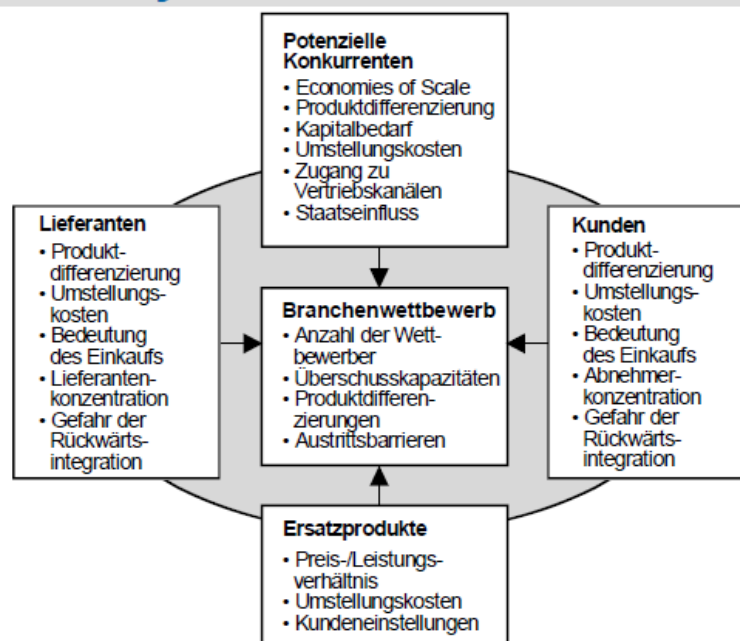 Potenzielle
Konkurrenten
• Economies of Scale
• Produktdifferenzierung
• Kapitalbedarf
• Umstellungskosten
• Zugang zu
Vertriebskanälen
• Staatseinfluss
Lieferanten
• Produkt-
differenzierung
• Umstellungs-
kosten
• Bedeutung
des Einkaufs
• Lieferanten-
konzentration
• Gefahr der
Rückwärts-
integration
Branchenwettbewerb
• Anzahl der Wett-
bewerber
• Überschusskapazitäten
• Produktdifferen-
zierungen
• Austrittsbarrieren
Kunden
• Produkt-
differenzierung
• Umstellungs-
kosten
• Bedeutung
des Einkaufs
• Abnehmer-
konzentration
• Gefahr der
Rückwärts-
integration
Ersatzprodukte
• Preis-/Leistungs-
verhältnis
• Umstellungskosten
• Kundeneinstellungen